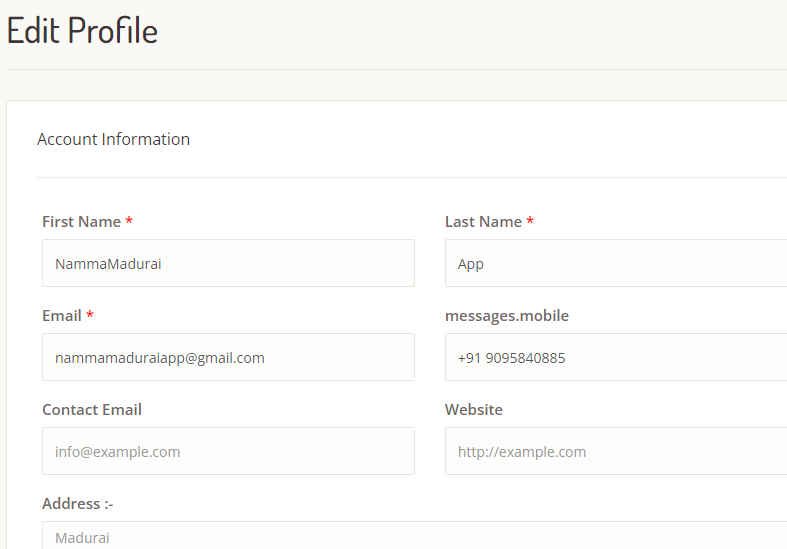 Edit Profile
Account Information
First Name *
Last Name *
NammaMadurai
App
Email *
messages.mobile
nammamaduraiapp@gmail.com
+91 9095840885
Contact Email
Website
info@example.com
http://example.com
Address :-
Madurai